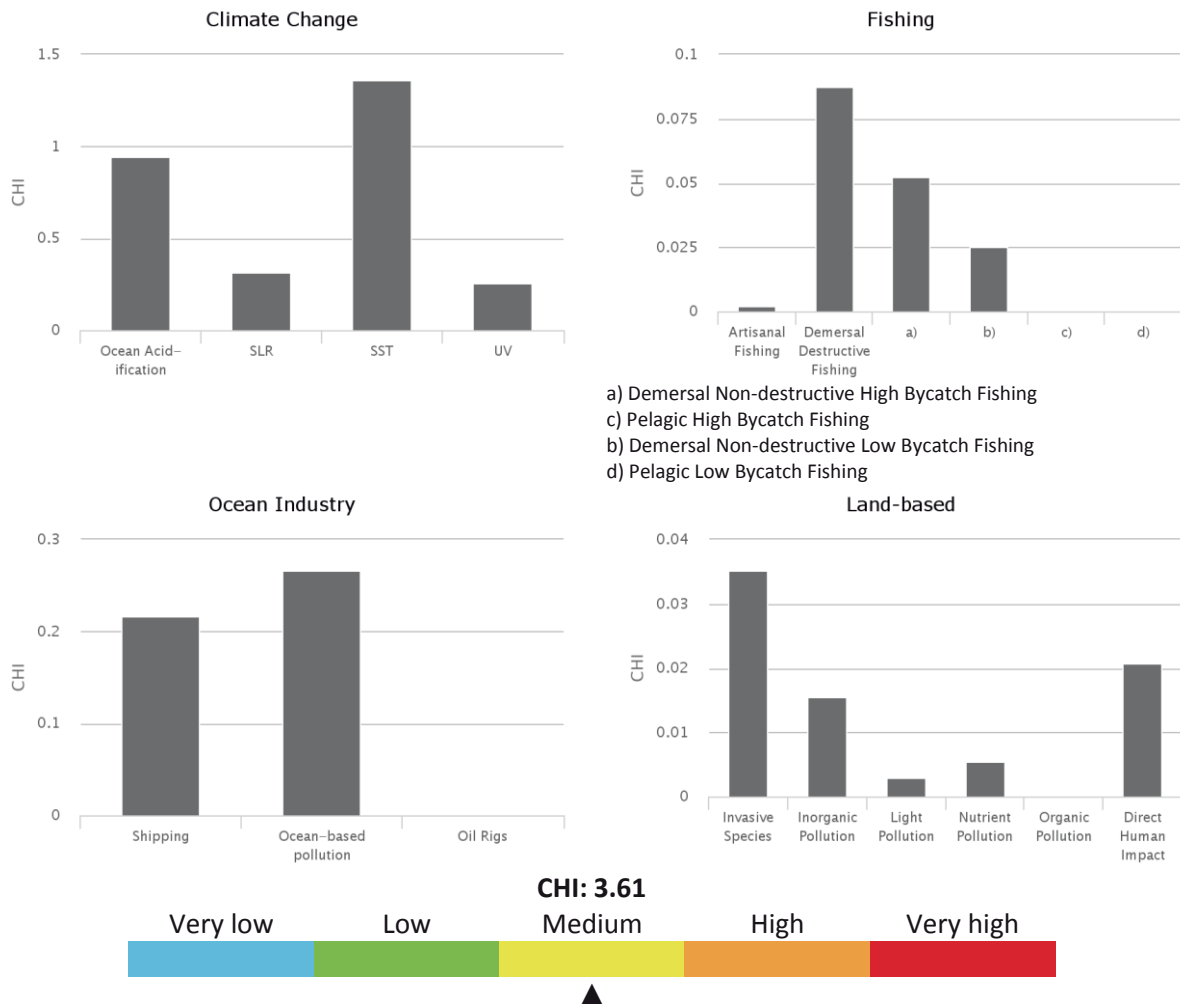 Climate Change
1.5
1
0.5
0
CHI
Ocean Acid-
ification
SLR
SST
UV
Fishing
0.1
0.075
0.05
0.025
0
CHI
Artisanal
Fishing
Demersal
Destructive
Fishing
a)
b)
c)
d)
a) Demersal Non-destructive High Bycatch Fishing
c) Pelagic High Bycatch Fishing
b) Demersal Non-destructive Low Bycatch Fishing
d) Pelagic Low Bycatch Fishing
Ocean Industry
0.3
0.2
0.1
0
CHI
Shipping
Ocean-based
pollution
Oil Rigs
Land-based
0.04
0.03
0.02
0.01
0
CHI
Invasive
Species
Inorganic
Pollution
Light
Pollution
Nutrient
Pollution
Organic
Pollution
Direct
Human
Impact
CHI: 3.61
Very low Low Medium High Very high